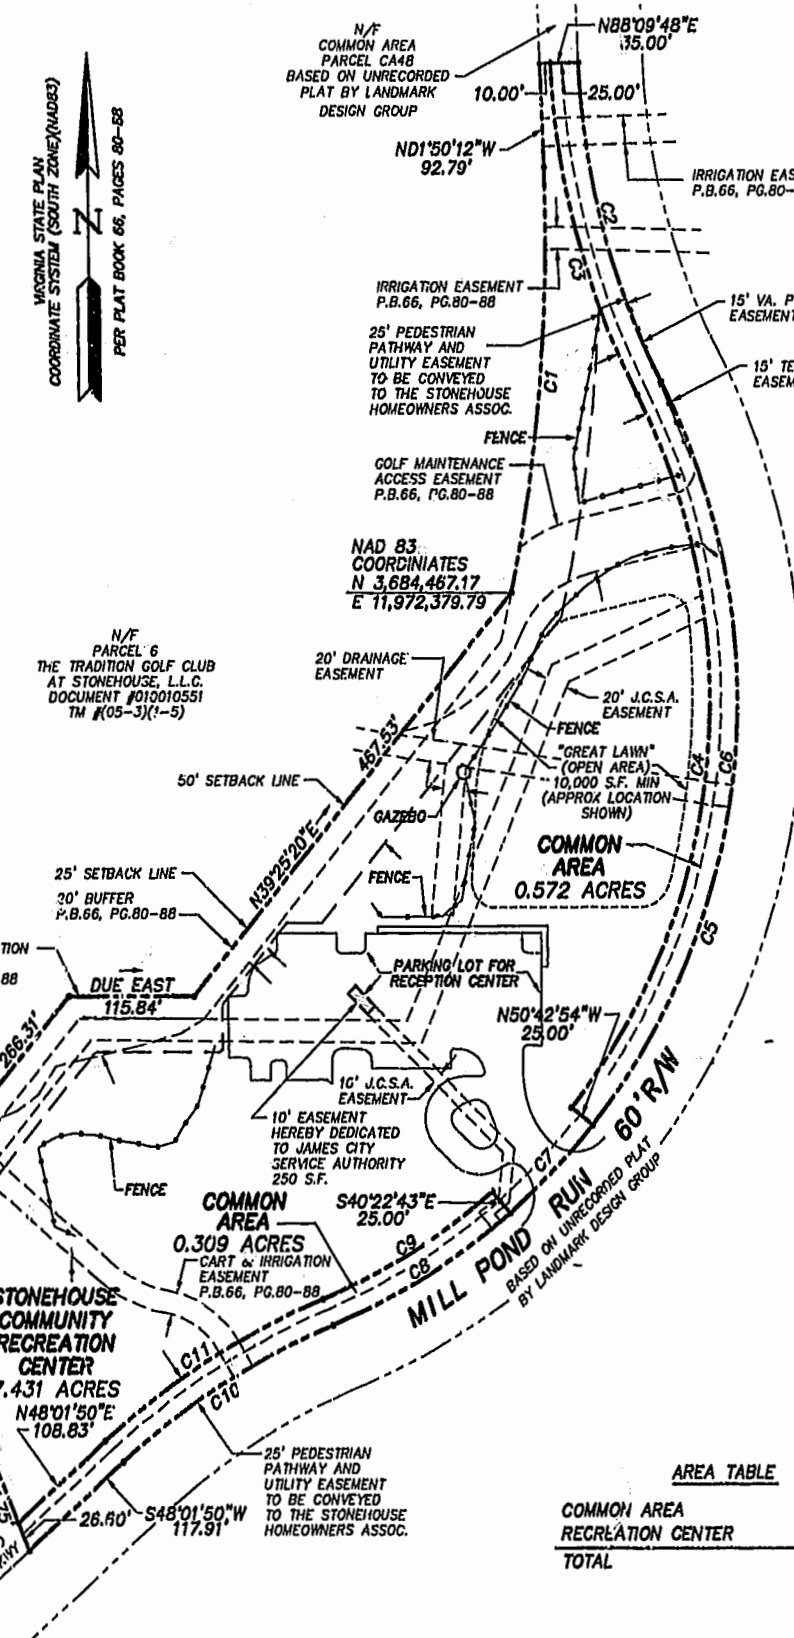 N/F
COMMON AREA
PARCEL CA48
BASED ON UNRECORDED
PLAT BY LANDMARK
DESIGN GROUP
N88°09'48"E
35.00'
10.00'
25.00'
VIRGINIA STATE PLAN
COORDINATE SYSTEM (SOUTH ZONE)(NAD83)
N
PER PLAT BOOK 66, PAGES 80-88
N01°50'12"W
92.79'
IRRIGATION EAS
P.B.66, PG.80-
C2
C3
IRRIGATION EASEMENT
P.B.66, PG.80-88
15' VA. P
EASEMENT
25' PEDESTRIAN
PATHWAY AND
UTILITY EASEMENT
TO BE CONVEYED
TO THE STONEHOUSE
HOMEOWNERS ASSOC.
15' TE
EASEM
C1
FENCE
GOLF MAINTENANCE
ACCESS EASEMENT
P.B.66, PG.80-88
NAD 83
COORDINIATES
N 3,684,467.17
E 11,972,379.79
N/F
PARCEL 6
THE TRADITION GOLF CLUB
AT STONEHOUSE, L.L.C.
DOCUMENT #010010551
TM #(05-3)(1-5)
20' DRAINAGE
EASEMENT
20' J.C.S.A.
EASEMENT
FENCE
467.53'
N39°25'20"E
"GREAT LAWN"
(OPEN AREA)
10,000 S.F. MIN
(APPROX LOCATION
SHOWN)
C4
C6
50' SETBACK LINE
GAZEBO
COMMON
AREA
0.572 ACRES
25' SETBACK LINE
FENCE
P.B.66, PG.80-88
C5
TION
88
DUE EAST
115.84'
266.31'
PARKING LOT FOR
RECEPTION CENTER
N50°42'54"W
25.00'
10' J.C.S.A.
EASEMENT
10' EASEMENT
HEREBY DEDICATED
TO JAMES CITY
SERVICE AUTHORITY
250 S.F.
FENCE
C7
MILL POND RUN 60' R/W
BASED ON UNRECORDED PLAT
BY LANDMARK DESIGN GROUP
COMMON
AREA
0.309 ACRES
S40°22'43"E
25.00'
C9
C8
CART & IRRIGATION
EASEMENT
P.B.66, PG.80-88
STONEHOUSE
COMMUNITY
RECREATION
CENTER
7.431 ACRES
C11
C10
N48°01'50"E
108.83'
25' PEDESTRIAN
PATHWAY AND
UTILITY EASEMENT
TO BE CONVEYED
TO THE STONEHOUSE
HOMEOWNERS ASSOC.
26.60'
S48°01'50"W
117.91'
AREA TABLE
COMMON AREA
RECREATION CENTER
TOTAL